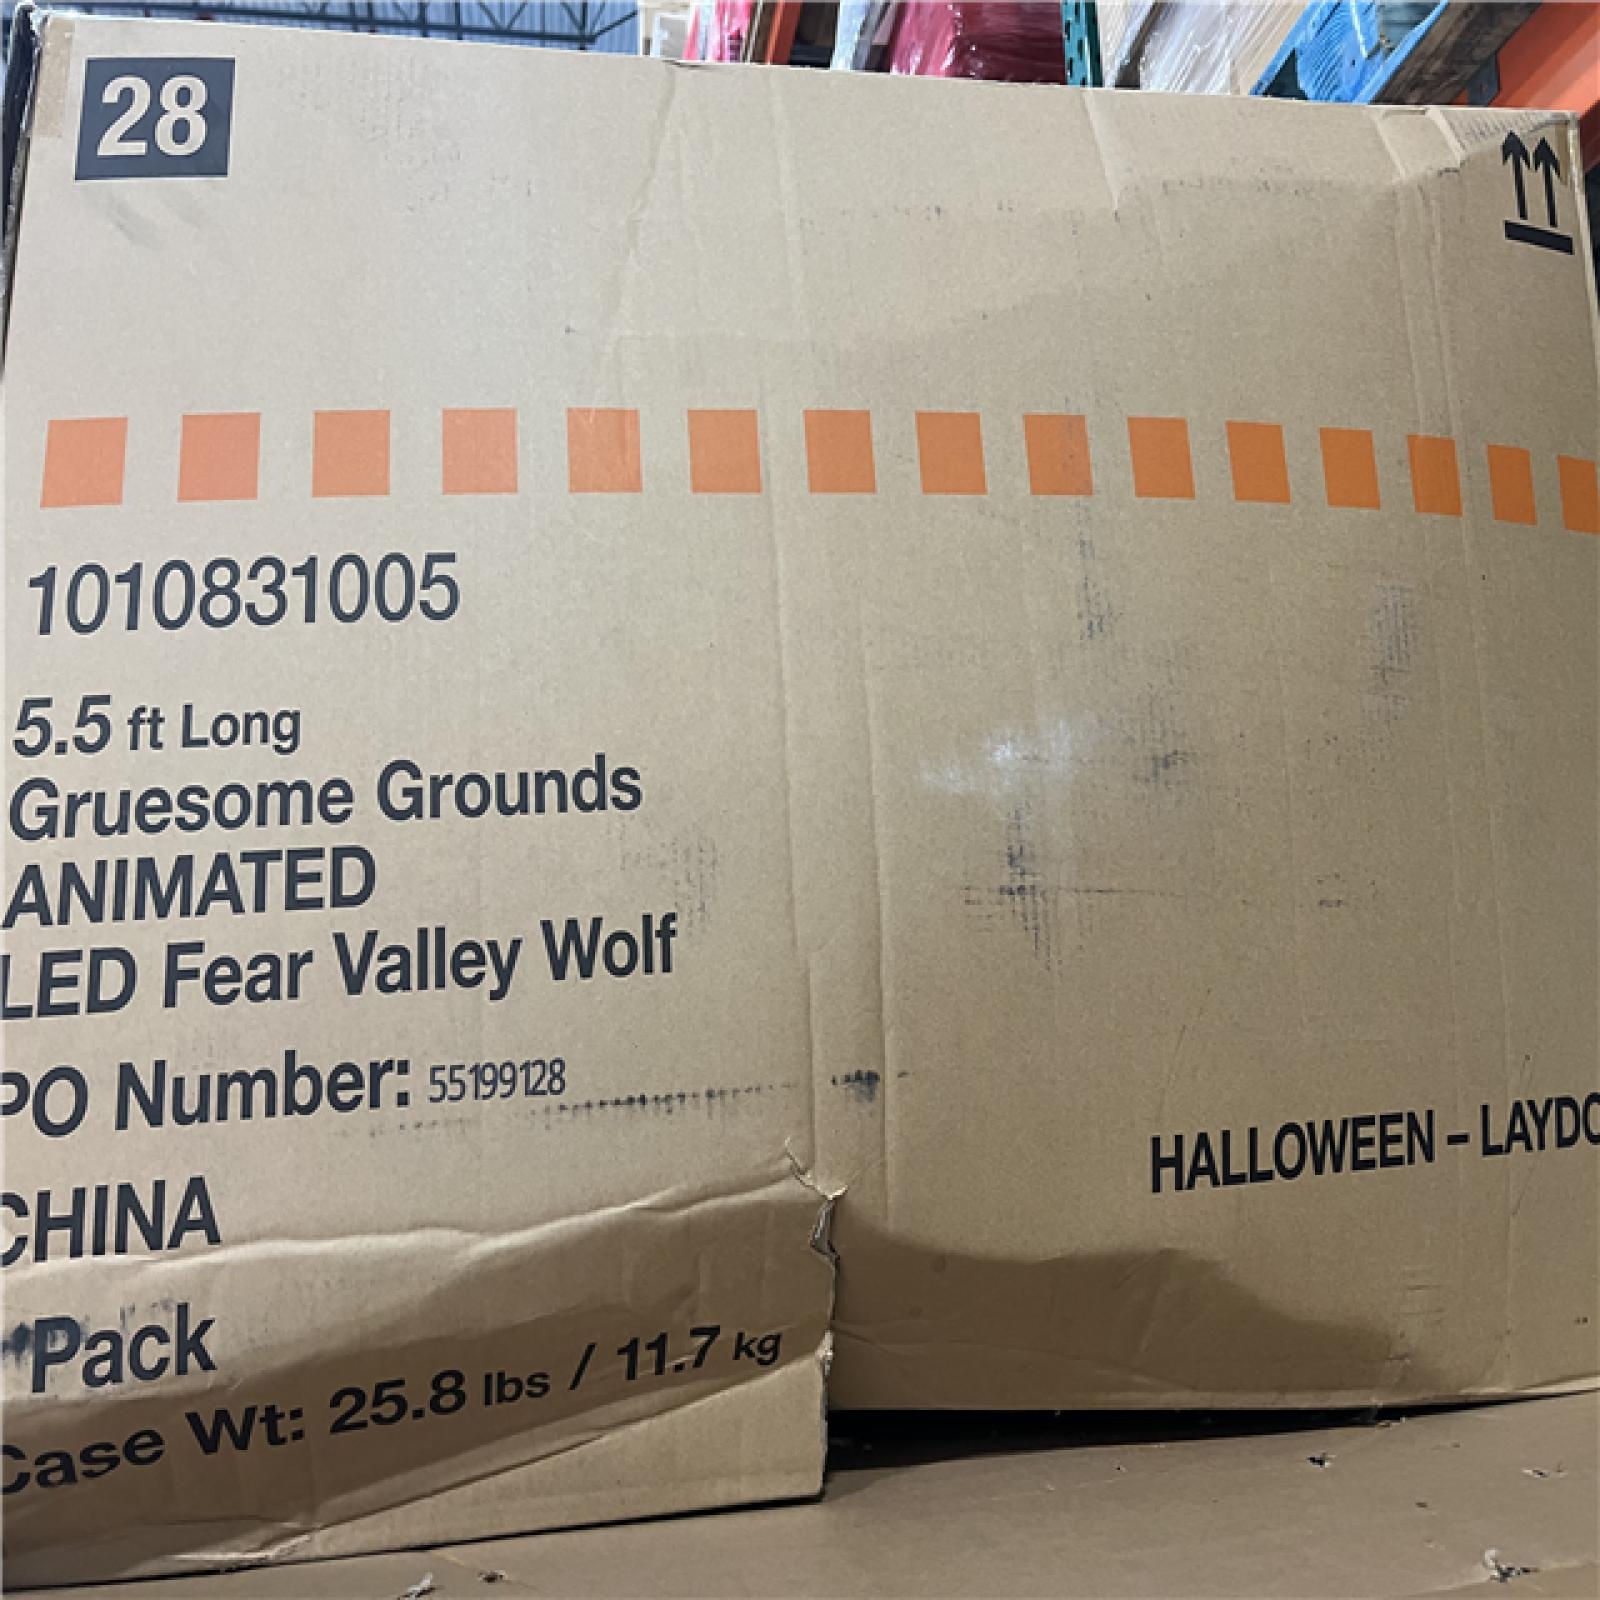 28
1010831005
5.5 ft Long
Gruesome Grounds
ANIMATED
LED Fear Valley Wolf
PO Number: 55199128
CHINA
Pack
Case Wt: 25.8 lbs / 11.7 kg
HALLOWEEN – LAYDO